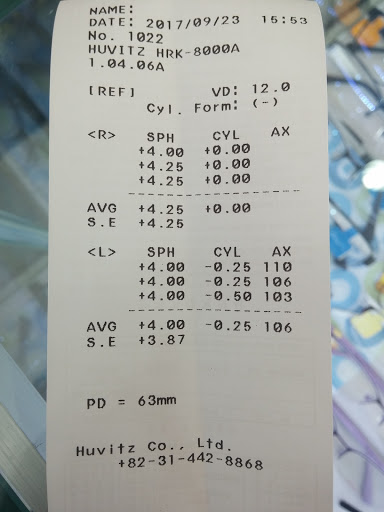 NAME:
DATE: 2017/09/23 15:53
No. 1022
HUVITZ HRK-8000A
1.04.06A
[REF] VD: 12.0
Cyl. Form: (-)
<R> SPH CYL AX
+4.00 +0.00
+4.25 +0.00
+4.25 +0.00
AVG +4.25 +0.00
S.E +4.25
<L> SPH CYL AX
+4.00 -0.25 110
+4.00 -0.25 106
+4.00 -0.50 103
AVG +4.00 -0.25 106
S.E +3.87
PD = 63mm
Huvitz Co., Ltd.
+82-31-442-8868